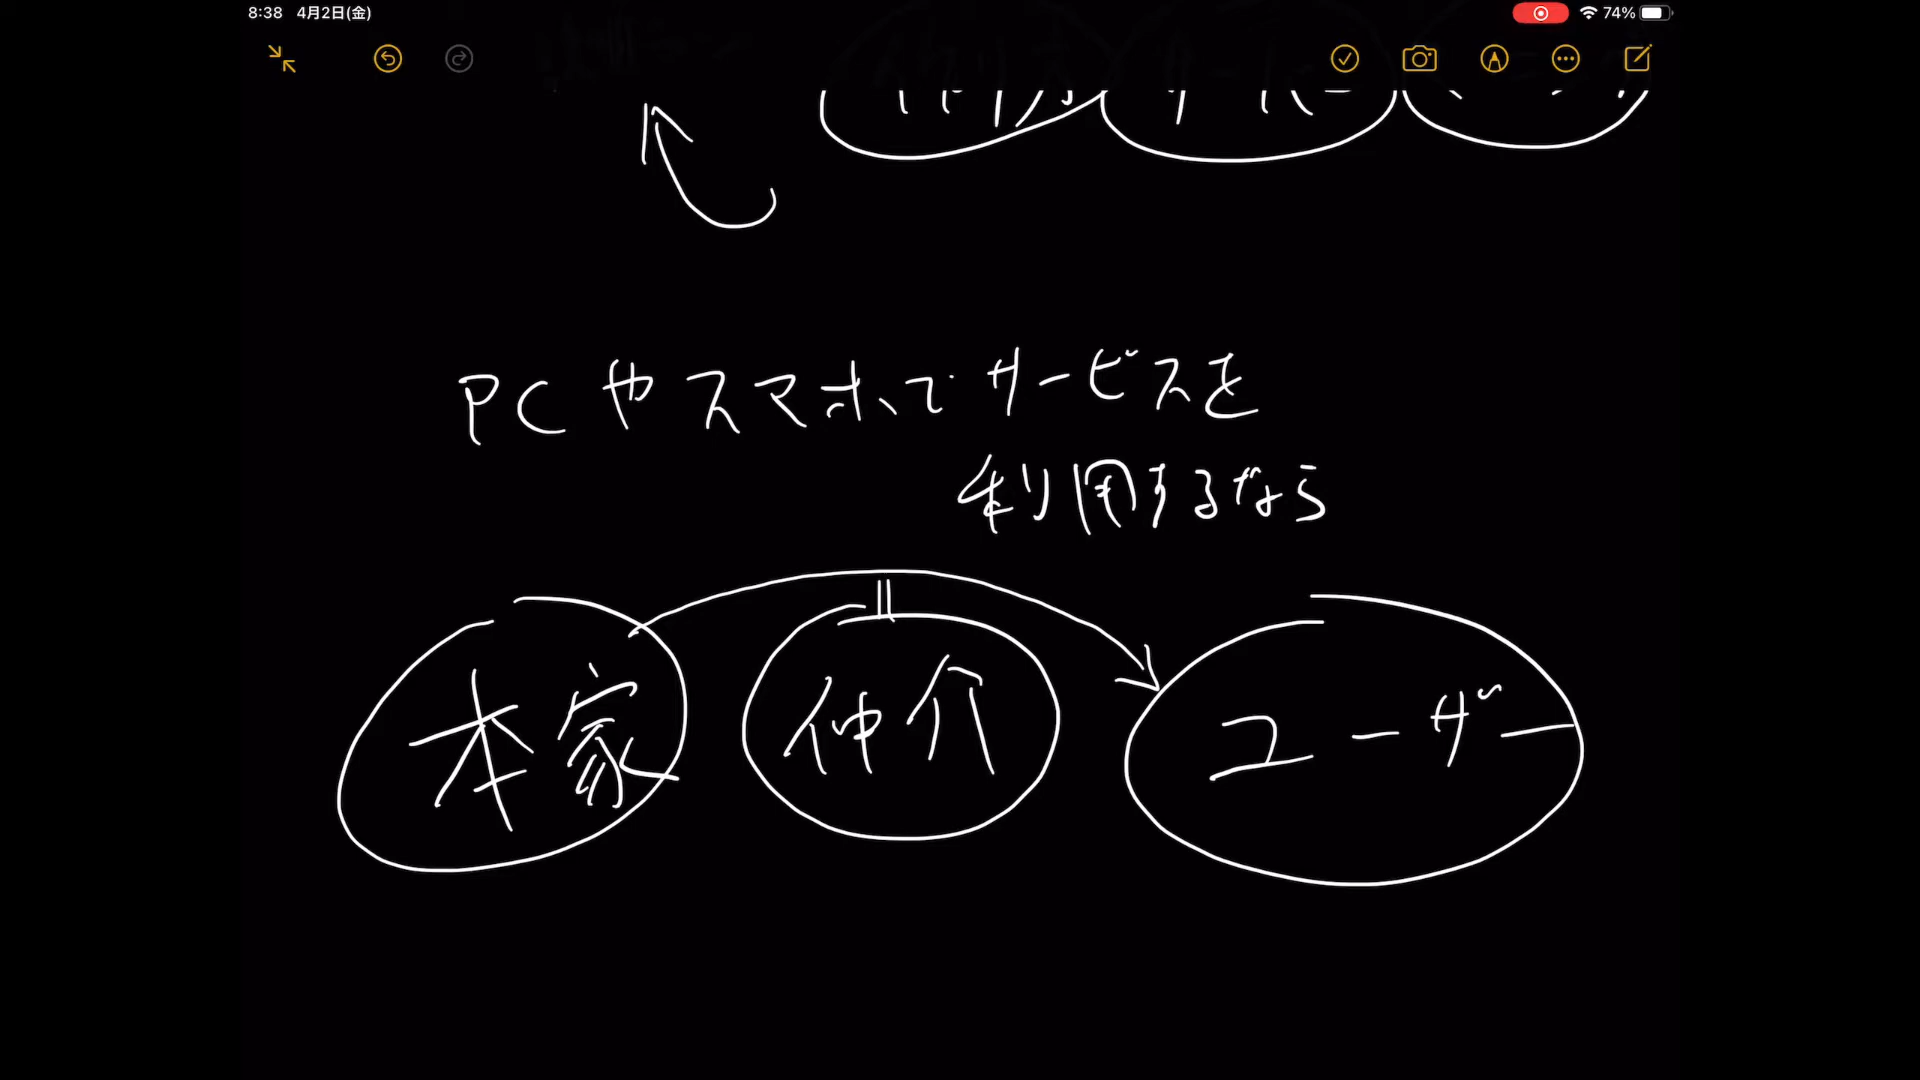 8:38 4月2日(金) 74%
PCやスマホでサービスを
利用するなら
本家 仲介 ユーザー